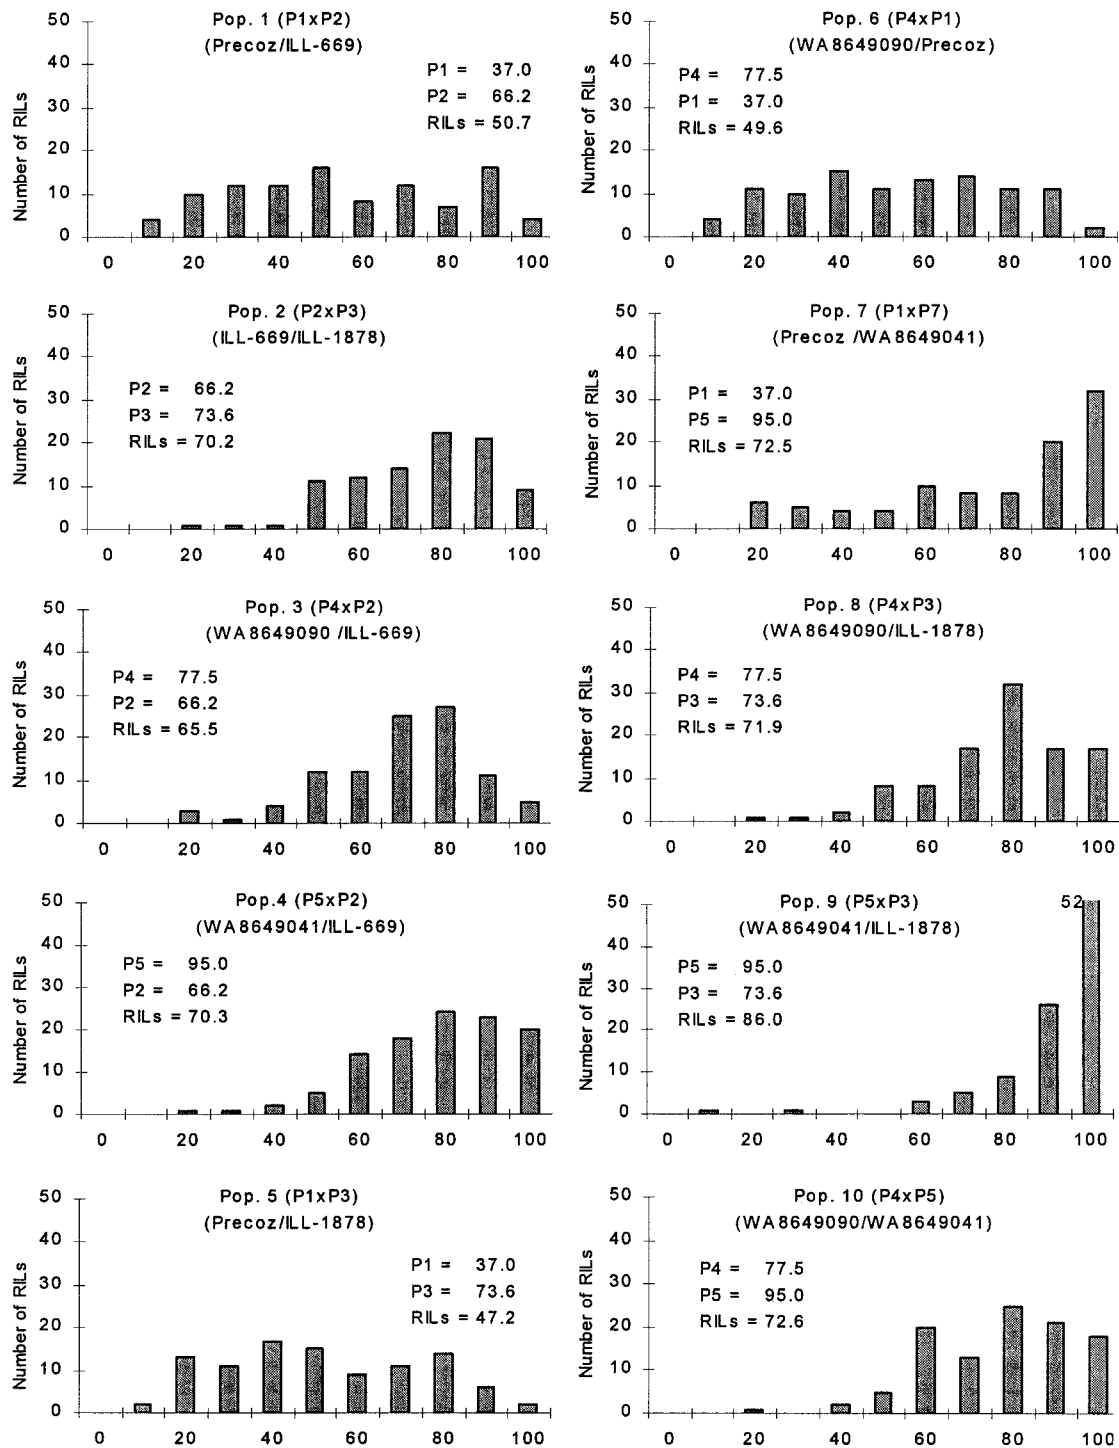 Pop. 1 (P1xP2)
(Precoz/ILL-669)
P1 = 37.0
P2 = 66.2
RILs = 50.7
Number of RILs
50
40
30
20
10
0
0 20 40 60 80 100
Pop. 6 (P4xP1)
(WA8649090/Precoz)
P4 = 77.5
P1 = 37.0
RILs = 49.6
Number of RILs
50
40
30
20
10
0
0 20 40 60 80 100
Pop. 2 (P2xP3)
(ILL-669/ILL-1878)
P2 = 66.2
P3 = 73.6
RILs = 70.2
Number of RILs
50
40
30
20
10
0
0 20 40 60 80 100
Pop. 7 (P1xP7)
(Precoz /WA8649041)
P1 = 37.0
P5 = 95.0
RILs = 72.5
Number of RILs
50
40
30
20
10
0
0 20 40 60 80 100
Pop. 3 (P4xP2)
(WA8649090 /ILL-669)
P4 = 77.5
P2 = 66.2
RILs = 65.5
Number of RILs
50
40
30
20
10
0
0 20 40 60 80 100
Pop. 8 (P4xP3)
(WA8649090/ILL-1878)
P4 = 77.5
P3 = 73.6
RILs = 71.9
Number of RILs
50
40
30
20
10
0
0 20 40 60 80 100
Pop.4 (P5xP2)
(WA8649041/ILL-669)
P5 = 95.0
P2 = 66.2
RILs = 70.3
Number of RILs
50
40
30
20
10
0
0 20 40 60 80 100
Pop. 9 (P5xP3)
(WA8649041/ILL-1878)
52
P5 = 95.0
P3 = 73.6
RILs = 86.0
Number of RILs
50
40
30
20
10
0
0 20 40 60 80 100
Pop. 5 (P1xP3)
(Precoz/ILL-1878)
P1 = 37.0
P3 = 73.6
RILs = 47.2
Number of RILs
50
40
30
20
10
0
0 20 40 60 80 100
Pop. 10 (P4xP5)
(WA8649090/WA8649041)
P4 = 77.5
P5 = 95.0
RILs = 72.6
Number of RILs
50
40
30
20
10
0
0 20 40 60 80 100